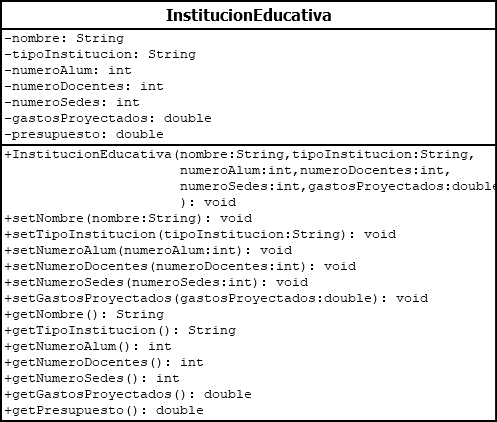 InstitucionEducativa
-nombre: String
-tipoInstitucion: String
-numeroAlum: int
-numeroDocentes: int
-numeroSedes: int
-gastosProyectados: double
-presupuesto: double
+InstitucionEducativa(nombre:String,tipoInstitucion:String,
numeroAlum:int,numeroDocentes:int,
numeroSedes:int,gastosProyectados:double
): void
+setNombre(nombre:String): void
+setTipoInstitucion(tipoInstitucion:String): void
+setNumeroAlum(numeroAlum:int): void
+setNumeroDocentes(numeroDocentes:int): void
+setNumeroSedes(numeroSedes:int): void
+setGastosProyectados(gastosProyectados:double): void
+getNombre(): String
+getTipoInstitucion(): String
+getNumeroAlum(): int
+getNumeroDocentes(): int
+getNumeroSedes(): int
+getGastosProyectados(): double
+getPresupuesto(): double